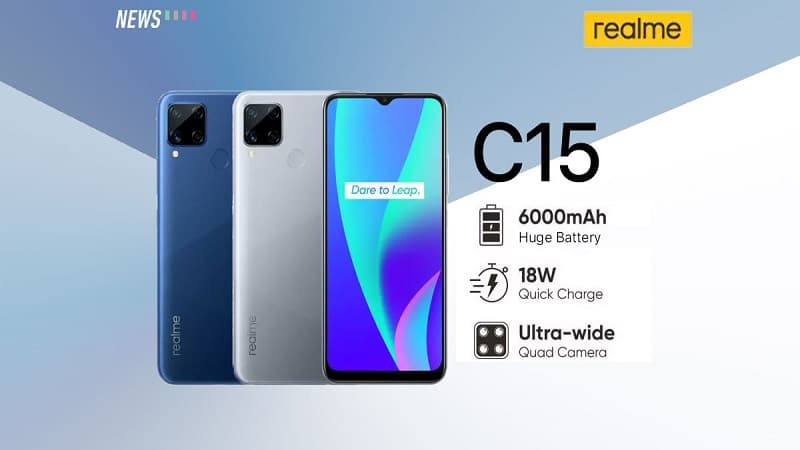 NEWS
realme
C15
6000mAh
Huge Battery
18W
Quick Charge
Ultra-wide
Quad Camera
Dare to Leap.
realme
realme